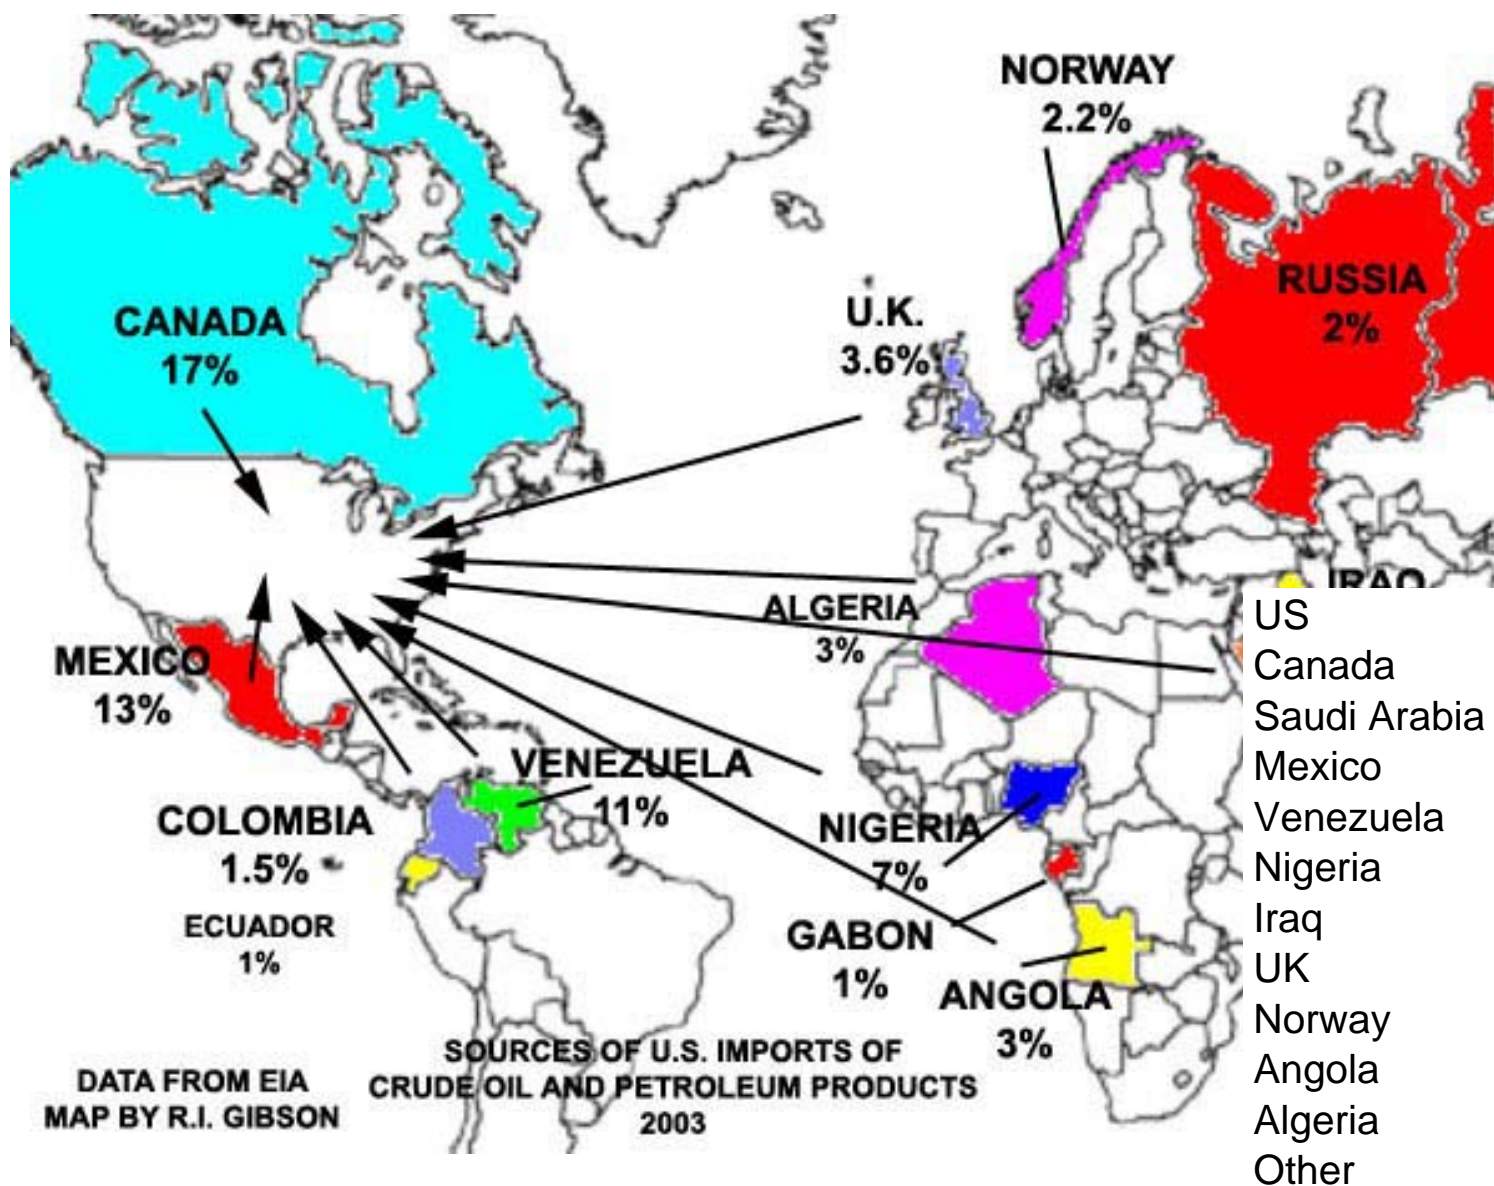 NORWAY
2.2%
RUSSIA
2%
CANADA
17%
U.K.
3.6%
IRAQ
ALGERIA
3%
MEXICO
13%
VENEZUELA
11%
COLOMBIA
1.5%
NIGERIA
7%
ECUADOR
1%
GABON
1%
ANGOLA
3%
SOURCES OF U.S. IMPORTS OF
CRUDE OIL AND PETROLEUM PRODUCTS
2003
DATA FROM EIA
MAP BY R.I. GIBSON
US
Canada
Saudi Arabia
Mexico
Venezuela
Nigeria
Iraq
UK
Norway
Angola
Algeria
Other